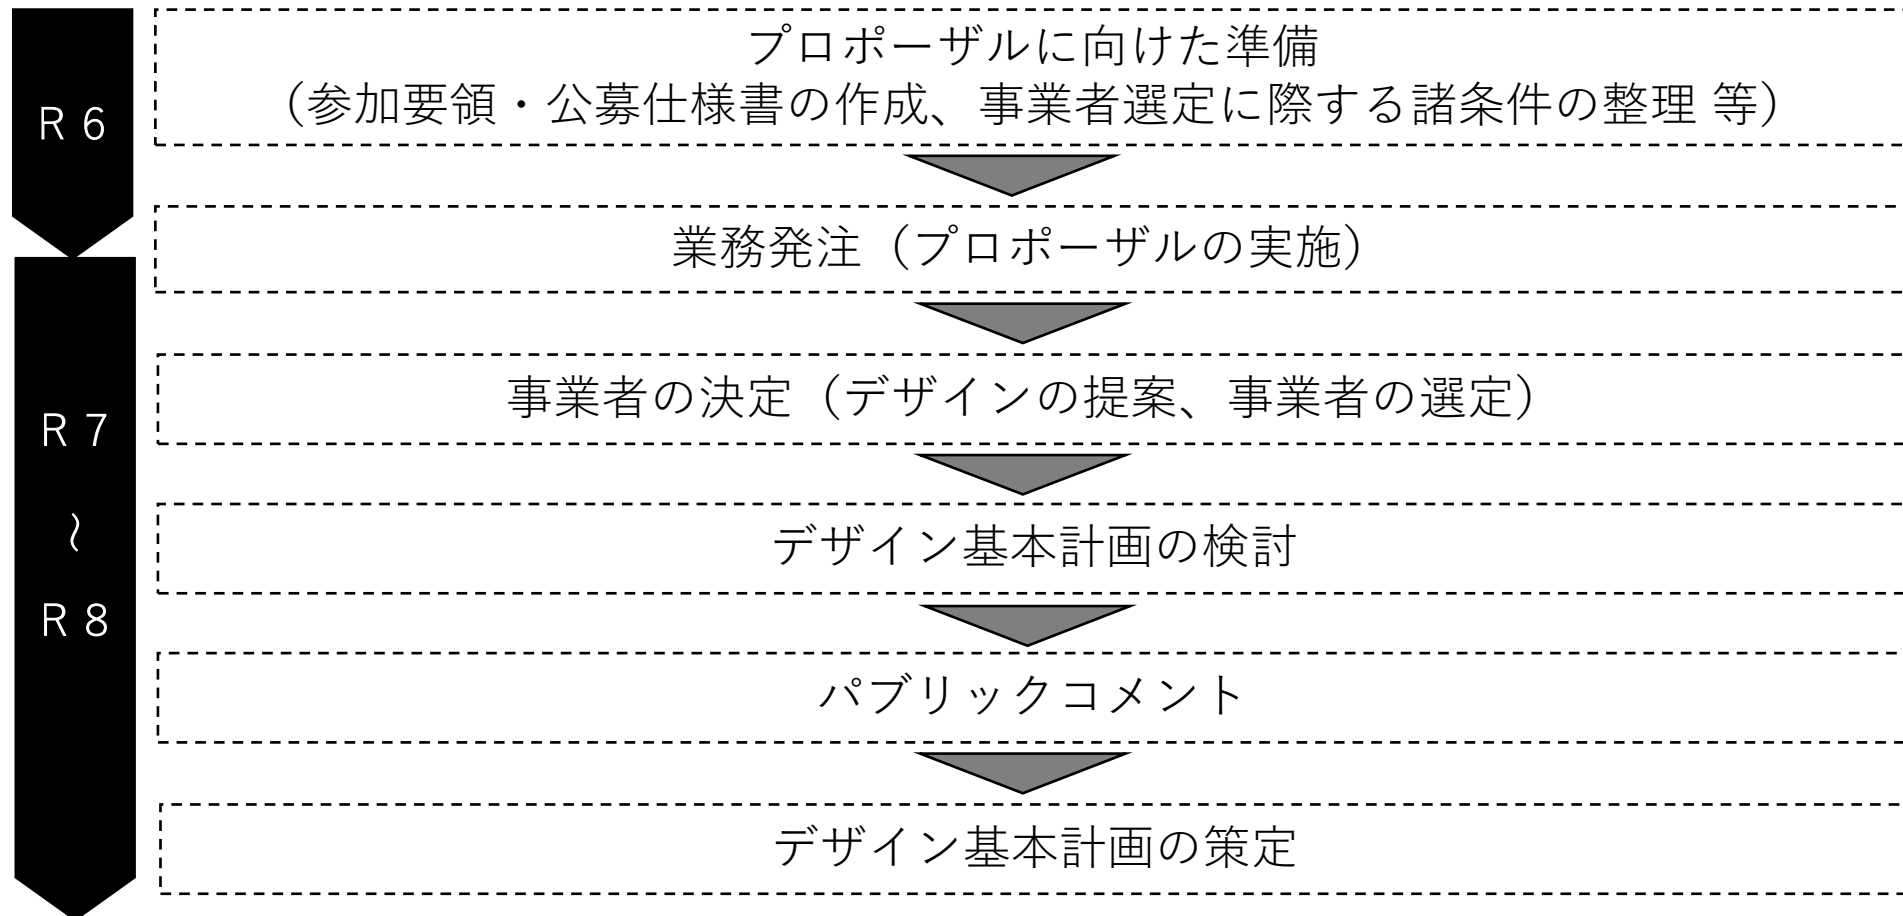 R 6
プロポーザルに向けた準備
（参加要領・公募仕様書の作成、事業者選定に際する諸条件の整理 等）
業務発注（プロポーザルの実施）
R 7
～
R 8
事業者の決定（デザインの提案、事業者の選定）
デザイン基本計画の検討
パブリックコメント
デザイン基本計画の策定